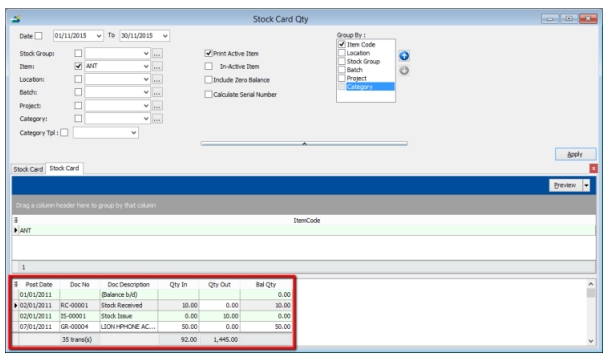 Stock Card Qty
Date 01/11/2015 To 30/11/2015
Group By :
Stock Group: ...
Item: ANT ...
Location: ...
Batch: ...
Project: ...
Category: ...
Category Tpl :
Print Active Item
In-Active Item
Include Zero Balance
Calculate Serial Number
Item Code
Location
Stock Group
Batch
Project
Category
Apply
Stock Card Stock Card
Preview
Drag a column header here to group by that column
ItemCode
ANT
1
Post Date Doc No Doc Description Qty In Qty Out Bal Qty
01/01/2011 (Balance b/d) 0.00
02/01/2011 RC-00001 Stock Received 10.00 0.00 10.00
02/01/2011 IS-00001 Stock Issue 0.00 10.00 0.00
07/01/2011 GR-00004 LION HPHONE AC... 50.00 0.00 50.00
35 trans(s) 92.00 1,445.00